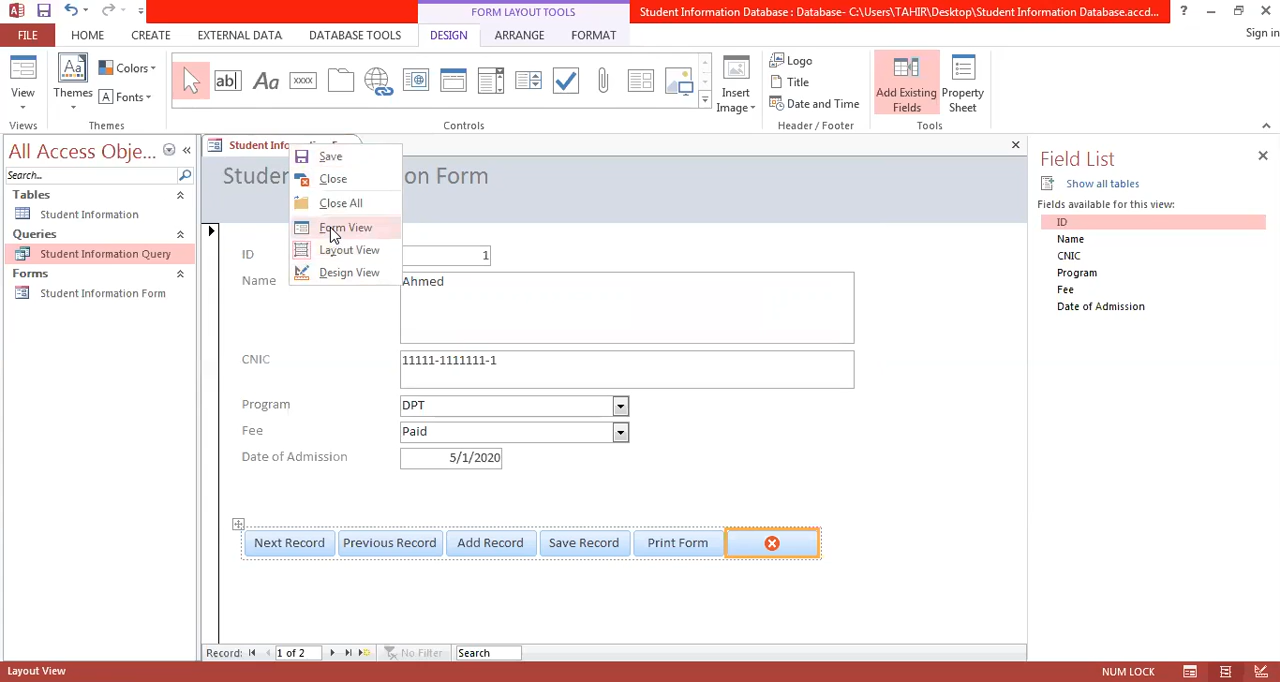 FORM LAYOUT TOOLS
Student Information Database : Database- C:\Users\TAHIR\Desktop\Student Information Database.accd...
?
FILE HOME CREATE EXTERNAL DATA DATABASE TOOLS DESIGN ARRANGE FORMAT
Sign in
View
Views
Aa
Themes
Colors
A Fonts
Themes
ab|
Aa
xxxx
Controls
Insert
Image
Logo
Title
Date and Time
Header / Footer
Add Existing
Fields
Property
Sheet
Tools
All Access Obje...
Search...
Tables
Student Information
Queries
Student Information Query
Forms
Student Information Form
Save
Close
Close All
Form View
Layout View
Design View
ID
1
Name
Ahmed
CNIC
11111-1111111-1
Program
DPT
Fee
Paid
Date of Admission
5/1/2020
Next Record
Previous Record
Add Record
Save Record
Print Form
Record:
1 of 2
No Filter
Search
Field List
Show all tables
Fields available for this view:
ID
Name
CNIC
Program
Fee
Date of Admission
Layout View
NUM LOCK